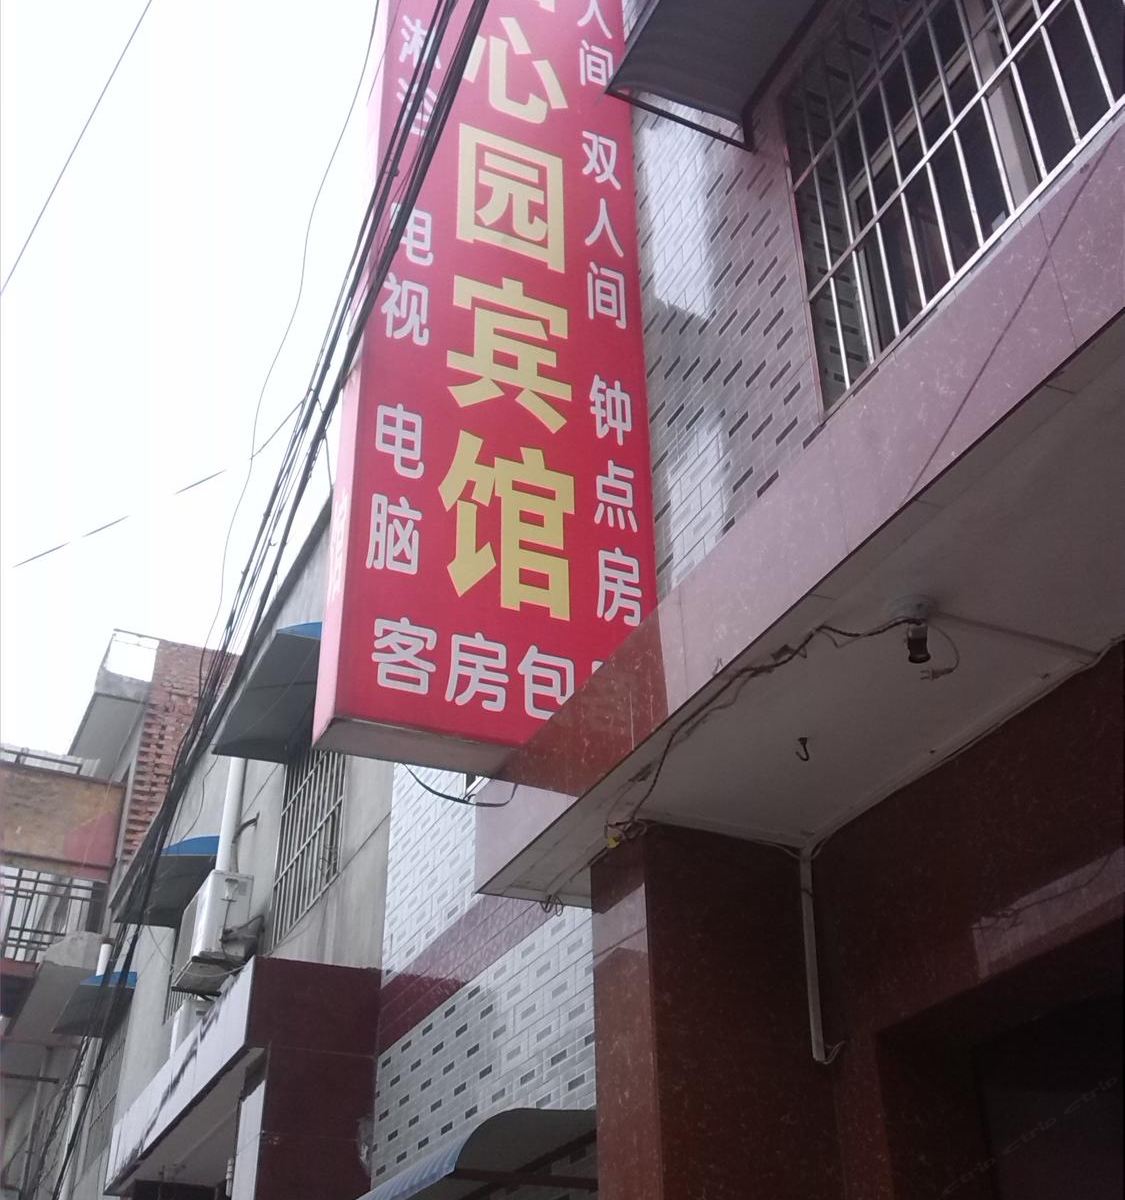 人间 双人间 钟点房
心园宾馆
电视 电脑
客房包
ctrip